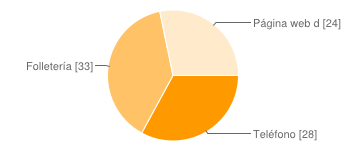 Página web d [24]
Folletería [33]
Teléfono [28]